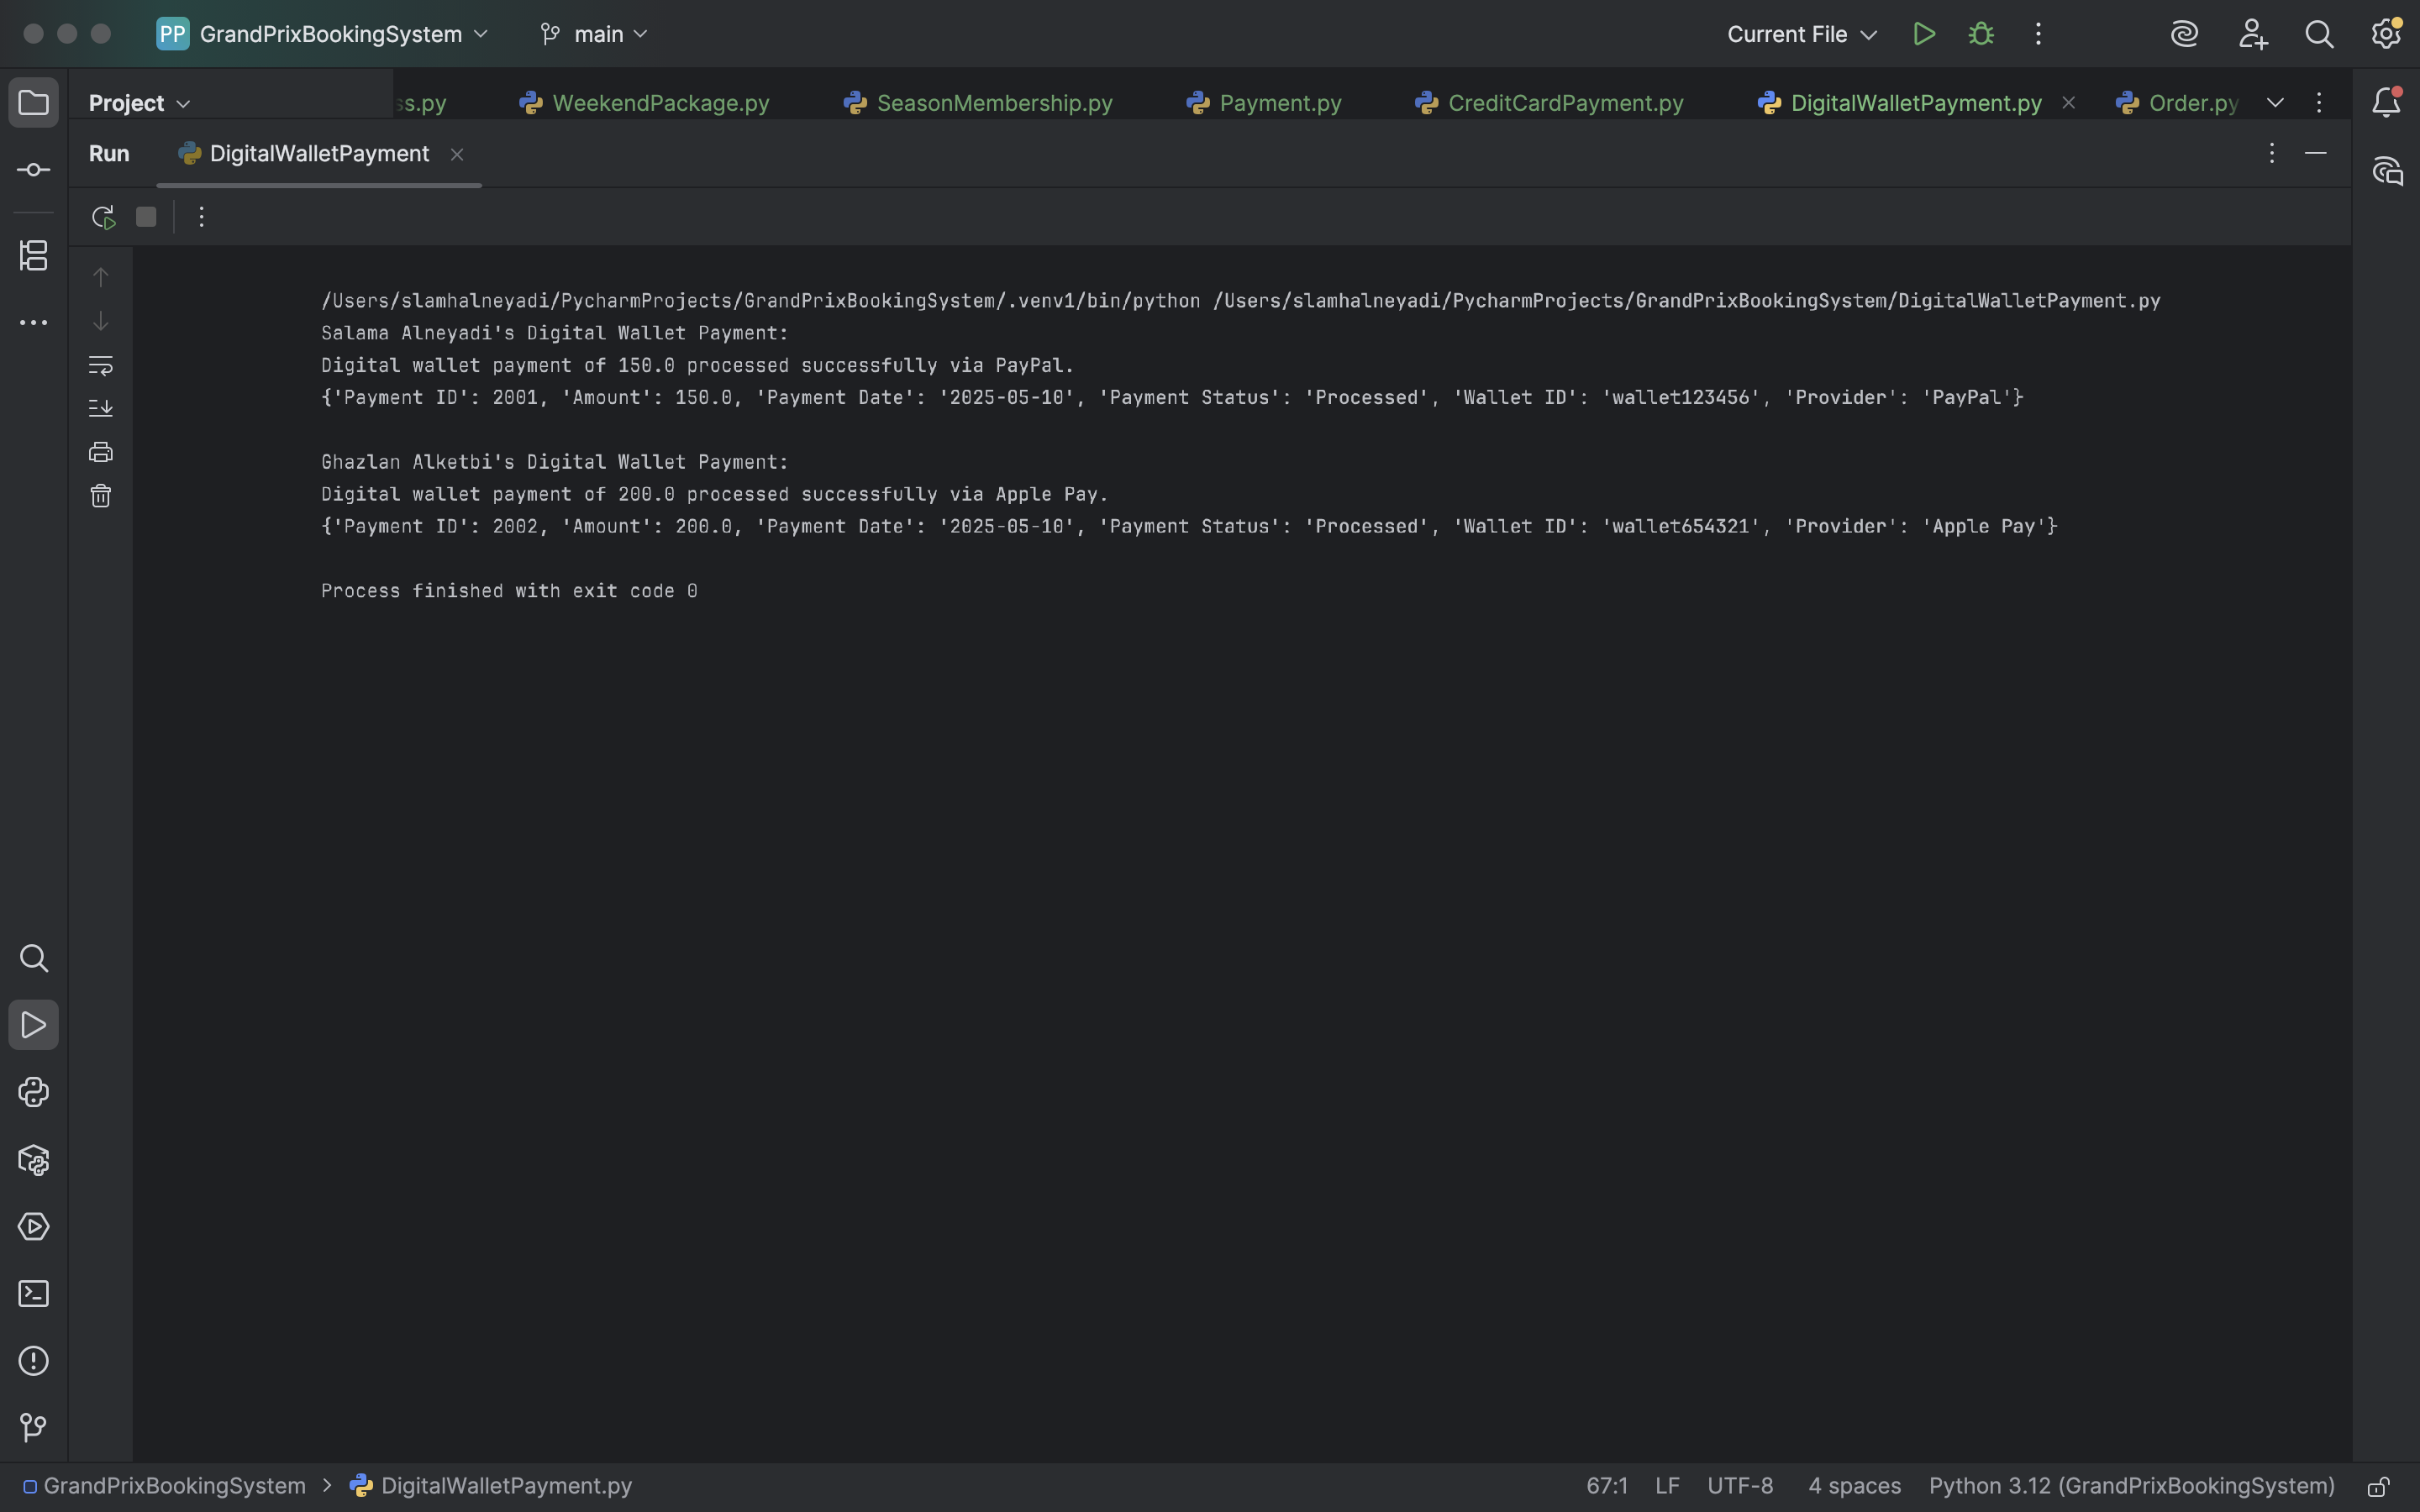 PP GrandPrixBookingSystem main Current File
Project ss.py WeekendPackage.py SeasonMembership.py Payment.py CreditCardPayment.py DigitalWalletPayment.py Order.py
Run DigitalWalletPayment
/Users/slamhalneyadi/PycharmProjects/GrandPrixBookingSystem/.venv1/bin/python /Users/slamhalneyadi/PycharmProjects/GrandPrixBookingSystem/DigitalWalletPayment.py
Salama Alneyadi's Digital Wallet Payment:
Digital wallet payment of 150.0 processed successfully via PayPal.
{'Payment ID': 2001, 'Amount': 150.0, 'Payment Date': '2025-05-10', 'Payment Status': 'Processed', 'Wallet ID': 'wallet123456', 'Provider': 'PayPal'}
Ghazlan Alketbi's Digital Wallet Payment:
Digital wallet payment of 200.0 processed successfully via Apple Pay.
{'Payment ID': 2002, 'Amount': 200.0, 'Payment Date': '2025-05-10', 'Payment Status': 'Processed', 'Wallet ID': 'wallet654321', 'Provider': 'Apple Pay'}
Process finished with exit code 0
GrandPrixBookingSystem > DigitalWalletPayment.py 67:1 LF UTF-8 4 spaces Python 3.12 (GrandPrixBookingSystem)